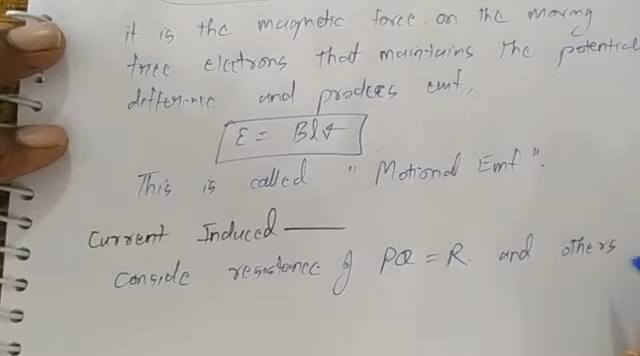 it is the magnetic force on the moving
free electrons that maintains the potential
difference and produces emf,
ε = Blv
This is called "Motional Emf".
Current Induced —
Conside resistance of PQ = R. and others